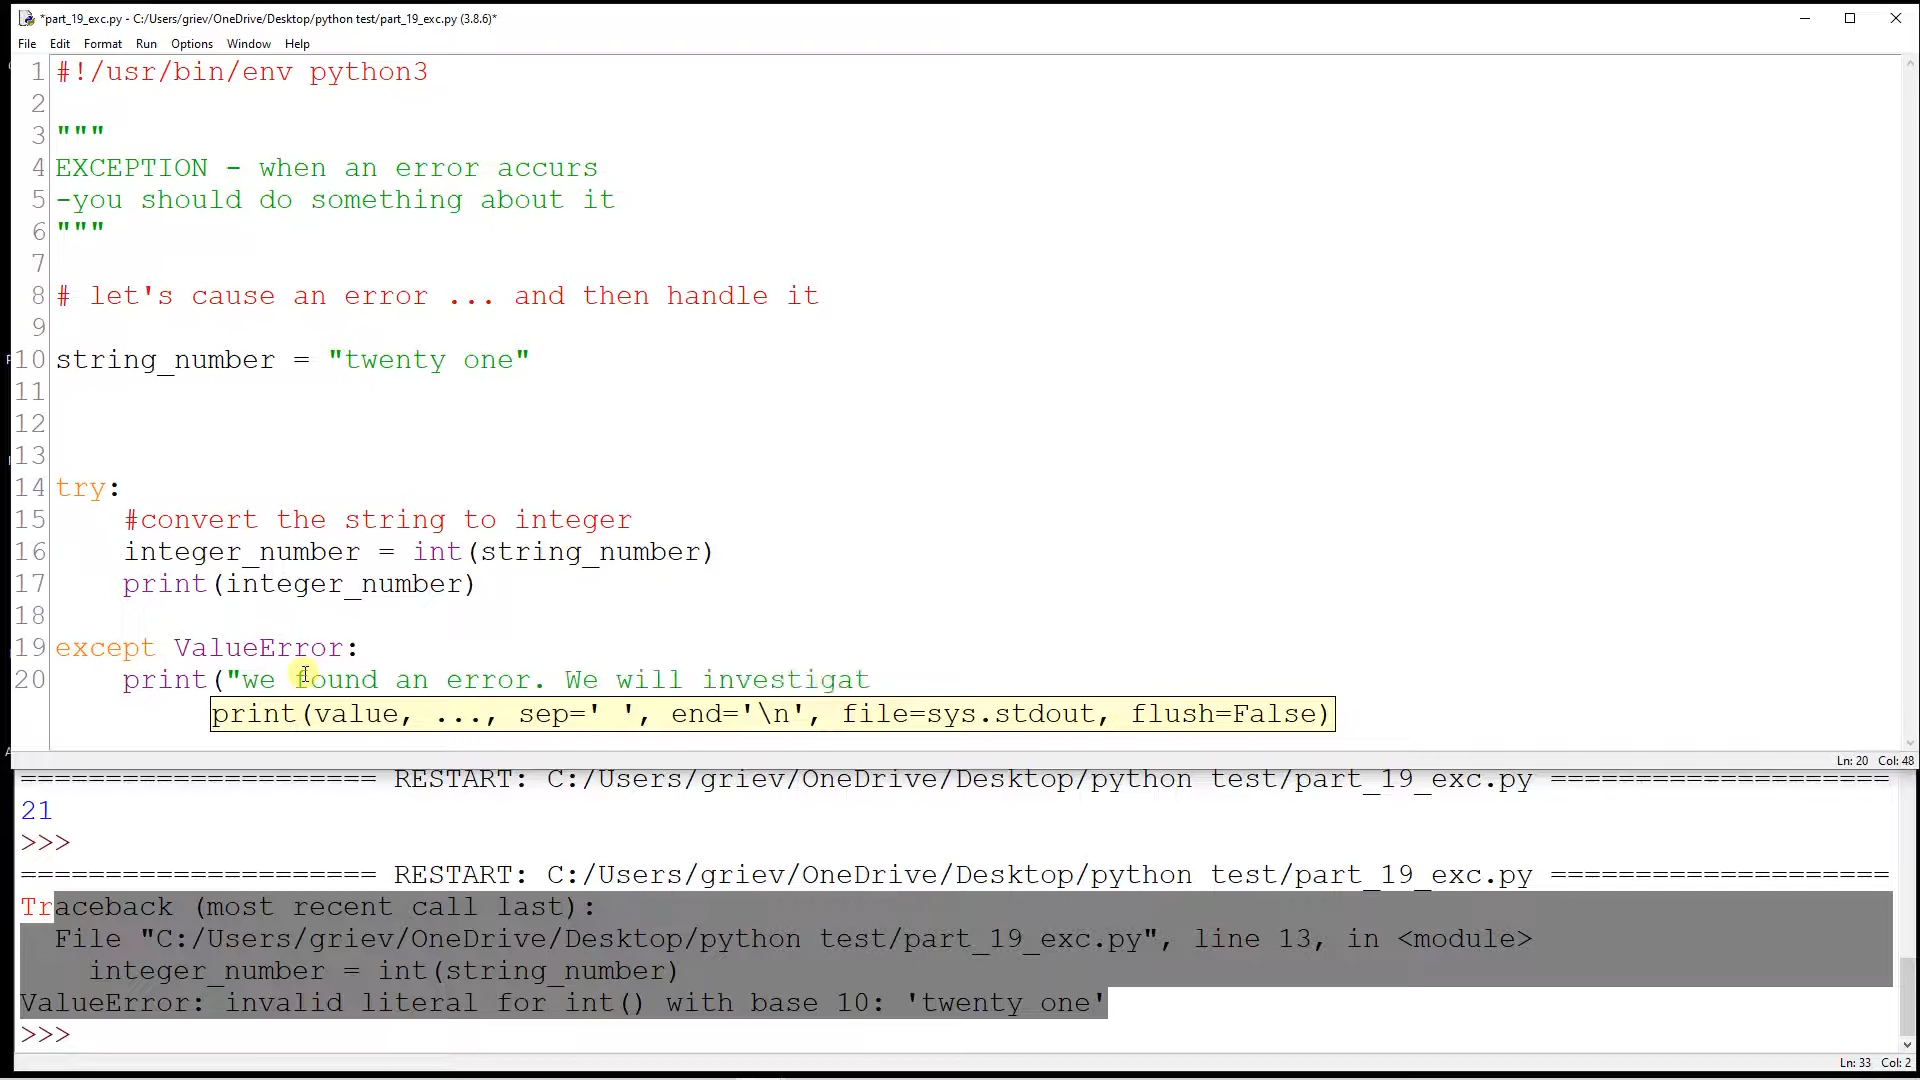 *part_19_exc.py - C:/Users/griev/OneDrive/Desktop/python test/part_19_exc.py (3.8.6)*
File Edit Format Run Options Window Help
1 #!/usr/bin/env python3
2
3 """
4 EXCEPTION - when an error accurs
5 -you should do something about it
6 """
7
8 # let's cause an error ... and then handle it
9
10 string_number = "twenty one"
11
12
13
14 try:
15     #convert the string to integer
16     integer_number = int(string_number)
17     print(integer_number)
18
19 except ValueError:
20     print("we found an error. We will investigat
print(value, ..., sep=' ', end='\n', file=sys.stdout, flush=False)
Ln: 20 Col: 48
===================== RESTART: C:/Users/griev/OneDrive/Desktop/python test/part_19_exc.py ====================
21
>>>
===================== RESTART: C:/Users/griev/OneDrive/Desktop/python test/part_19_exc.py ====================
Traceback (most recent call last):
  File "C:/Users/griev/OneDrive/Desktop/python test/part_19_exc.py", line 13, in <module>
    integer_number = int(string_number)
ValueError: invalid literal for int() with base 10: 'twenty one'
>>>
Ln: 33 Col: 2